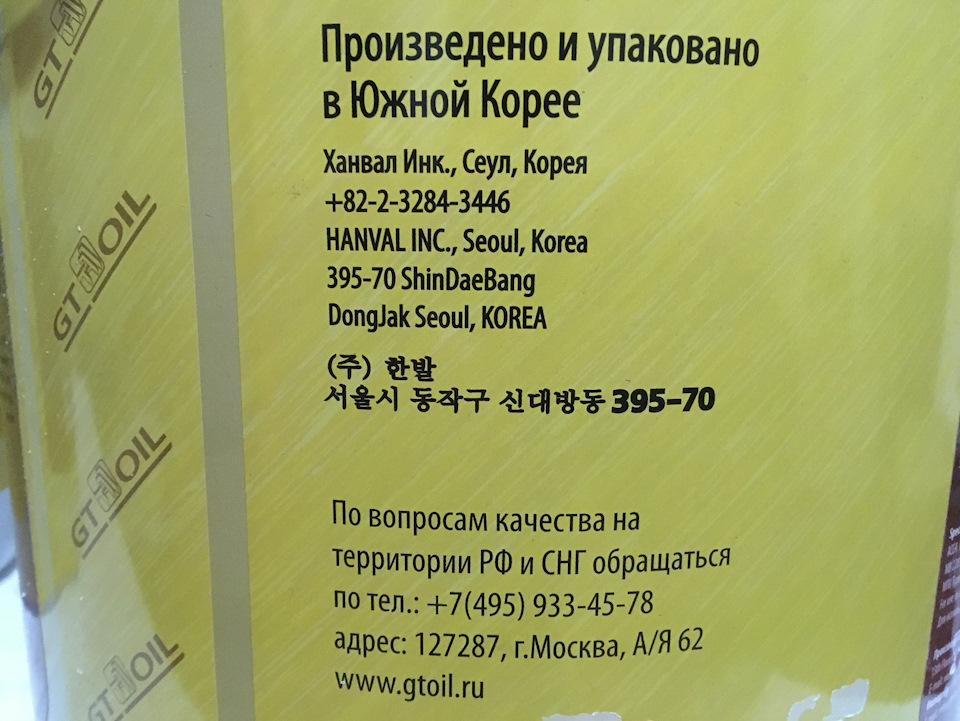 Произведено и упаковано
в Южной Корее
Ханвал Инк., Сеул, Корея
+82-2-3284-3446
HANVAL INC., Seoul, Korea
395-70 ShinDaeBang
DongJak Seoul, KOREA
(주) 한발
서울시 동작구 신대방동 395-70
По вопросам качества на
территории РФ и СНГ обращаться
по тел.: +7(495) 933-45-78
адрес: 127287, г.Москва, А/Я 62
www.gtoil.ru
GT OIL
GT OIL
GT OIL
GT OIL